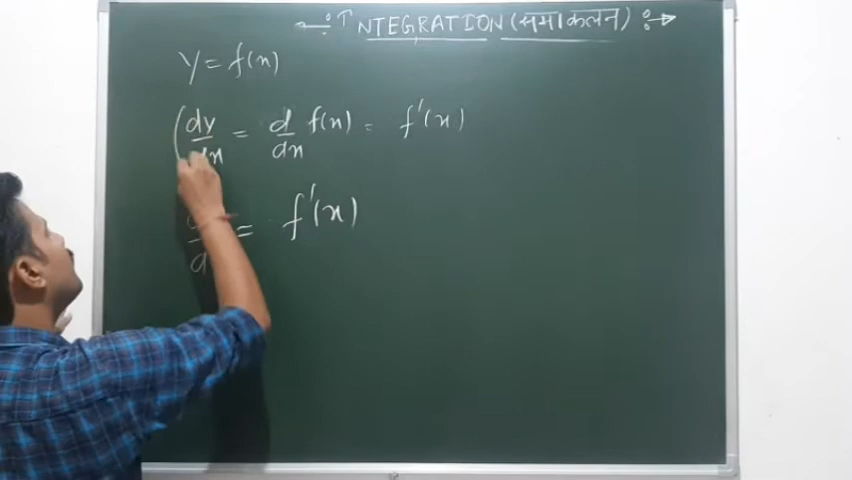 INTEGRATION (समाकलन)
y = f(x)
(dy/dx = d/dx f(x) = f'(x)
= f'(x)